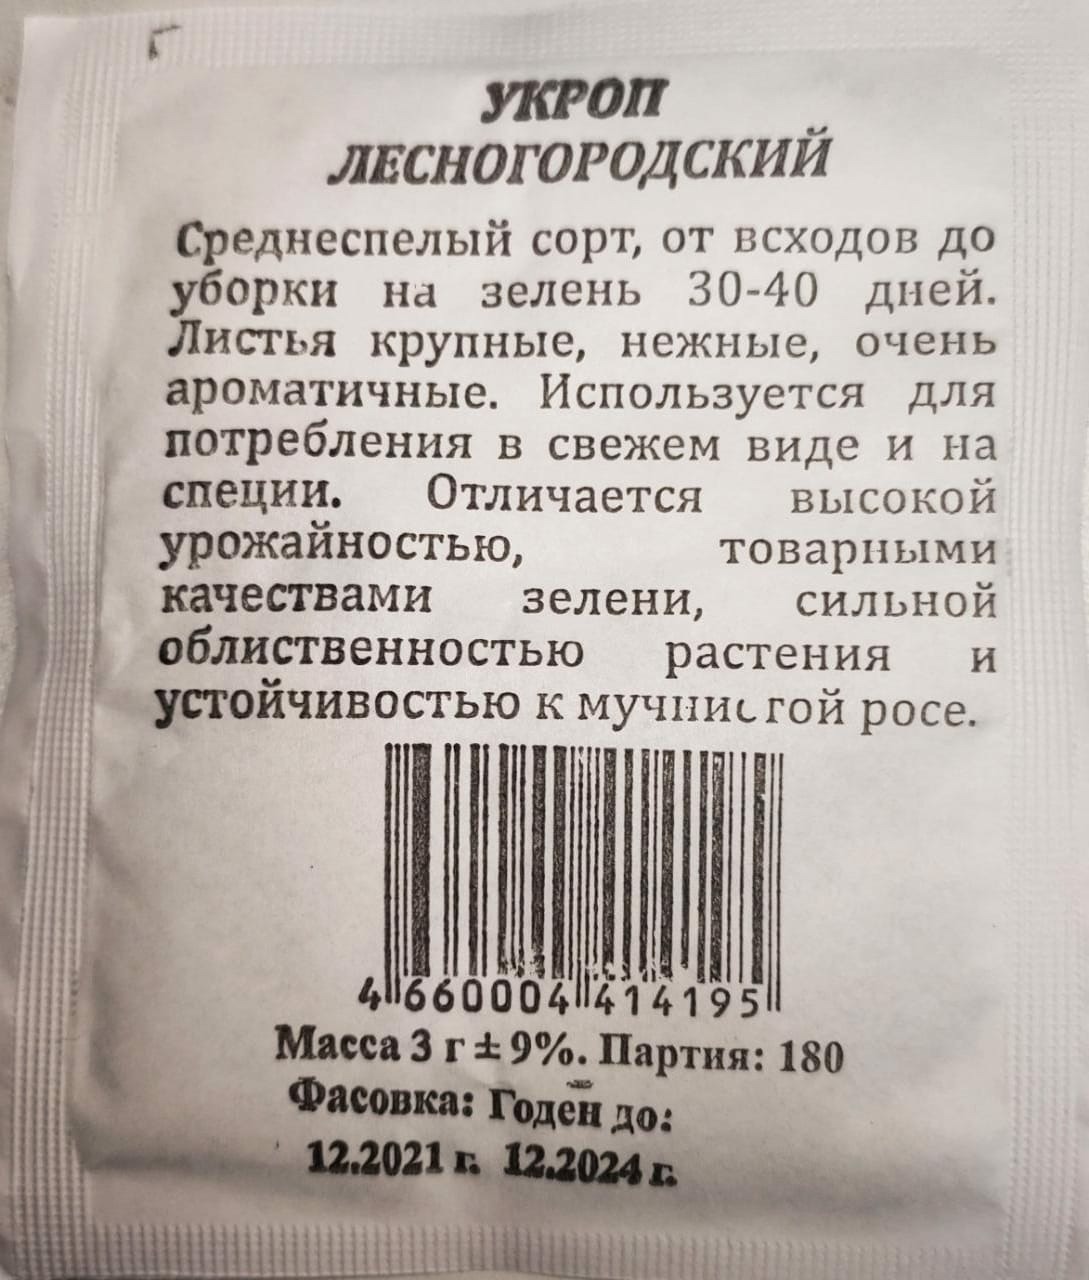 УКРОП
ЛЕСНОГОРОДСКИЙ
Среднеспелый сорт, от всходов до
уборки на зелень 30-40 дней.
Листья крупные, нежные, очень
ароматичные. Используется для
потребления в свежем виде и на
специи. Отличается высокой
урожайностью, товарными
качествами зелени, сильной
облиственностью растения и
устойчивостью к мучнистой росе.
4 660004 414195
Масса 3 г ± 9%. Партия: 180
Фасовка: Годен до:
12.2021 г. 12.2024 г.